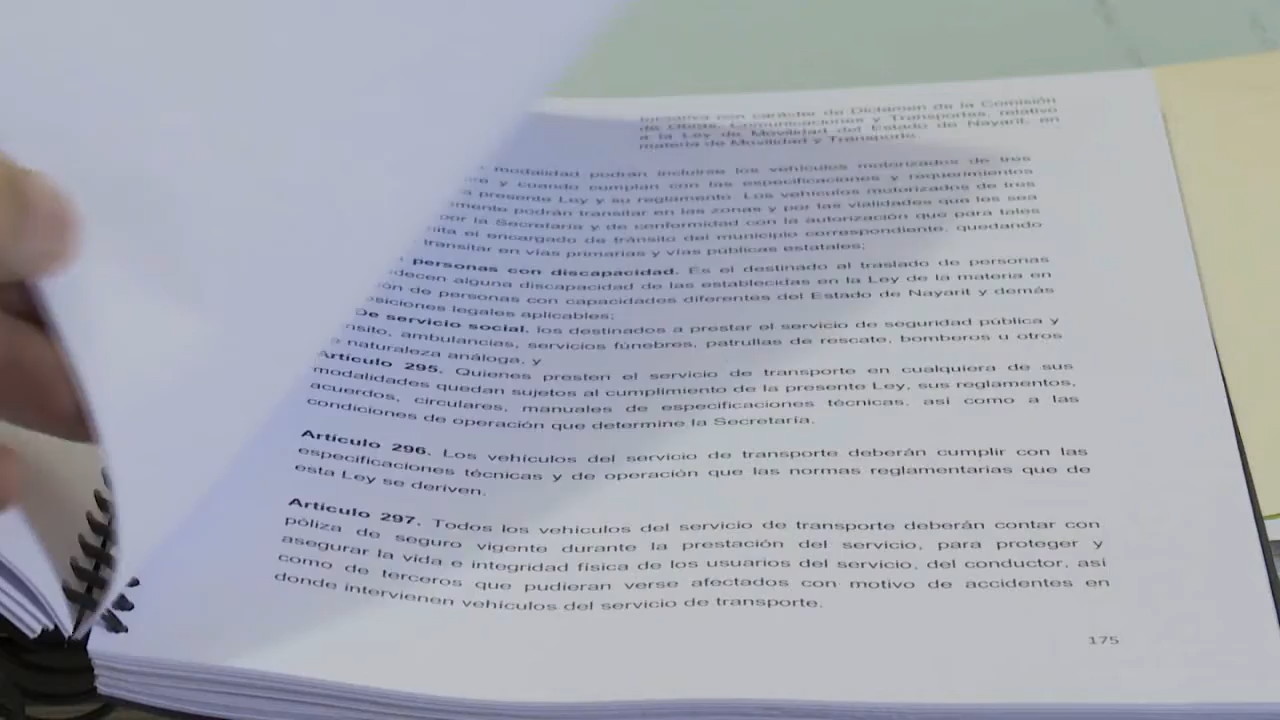 Iniciativa con carácter de Dictamen de la Comisión
de Obras, Comunicaciones y Transportes, relativo
a la Ley de Movilidad del Estado de Nayarit, en
materia de Movilidad y Transporte.
modalidad podrán incluirse los vehículos motorizados de tres
y cuando cumplan con las especificaciones y requerimientos
a presente Ley y su reglamento. Los vehículos motorizados de tres
podrán transitar en las zonas y por las vialidades que les sea
por la Secretaría y de conformidad con la autorización que para tales
el encargado de tránsito del municipio correspondiente, quedando
transitar en vías primarias y vías públicas estatales;
personas con discapacidad. Es el destinado al traslado de personas
decen alguna discapacidad de las establecidas en la Ley de la materia en
ón de personas con capacidades diferentes del Estado de Nayarit y demás
osiciones legales aplicables;
De servicio social. los destinados a prestar el servicio de seguridad pública y
nsito, ambulancias, servicios fúnebres, patrullas de rescate, bomberos u otros
naturaleza análoga, y
Artículo 295. Quienes presten el servicio de transporte en cualquiera de sus
modalidades quedan sujetos al cumplimiento de la presente Ley, sus reglamentos,
acuerdos, circulares, manuales de especificaciones técnicas, así como a las
condiciones de operación que determine la Secretaría.
Artículo 296. Los vehículos del servicio de transporte deberán cumplir con las
especificaciones técnicas y de operación que las normas reglamentarias que de
esta Ley se deriven.
Artículo 297. Todos los vehículos del servicio de transporte deberán contar con
póliza de seguro vigente durante la prestación del servicio, para proteger y
asegurar la vida e integridad física de los usuarios del servicio, del conductor, así
como de terceros que pudieran verse afectados con motivo de accidentes en
donde intervienen vehículos del servicio de transporte.
175